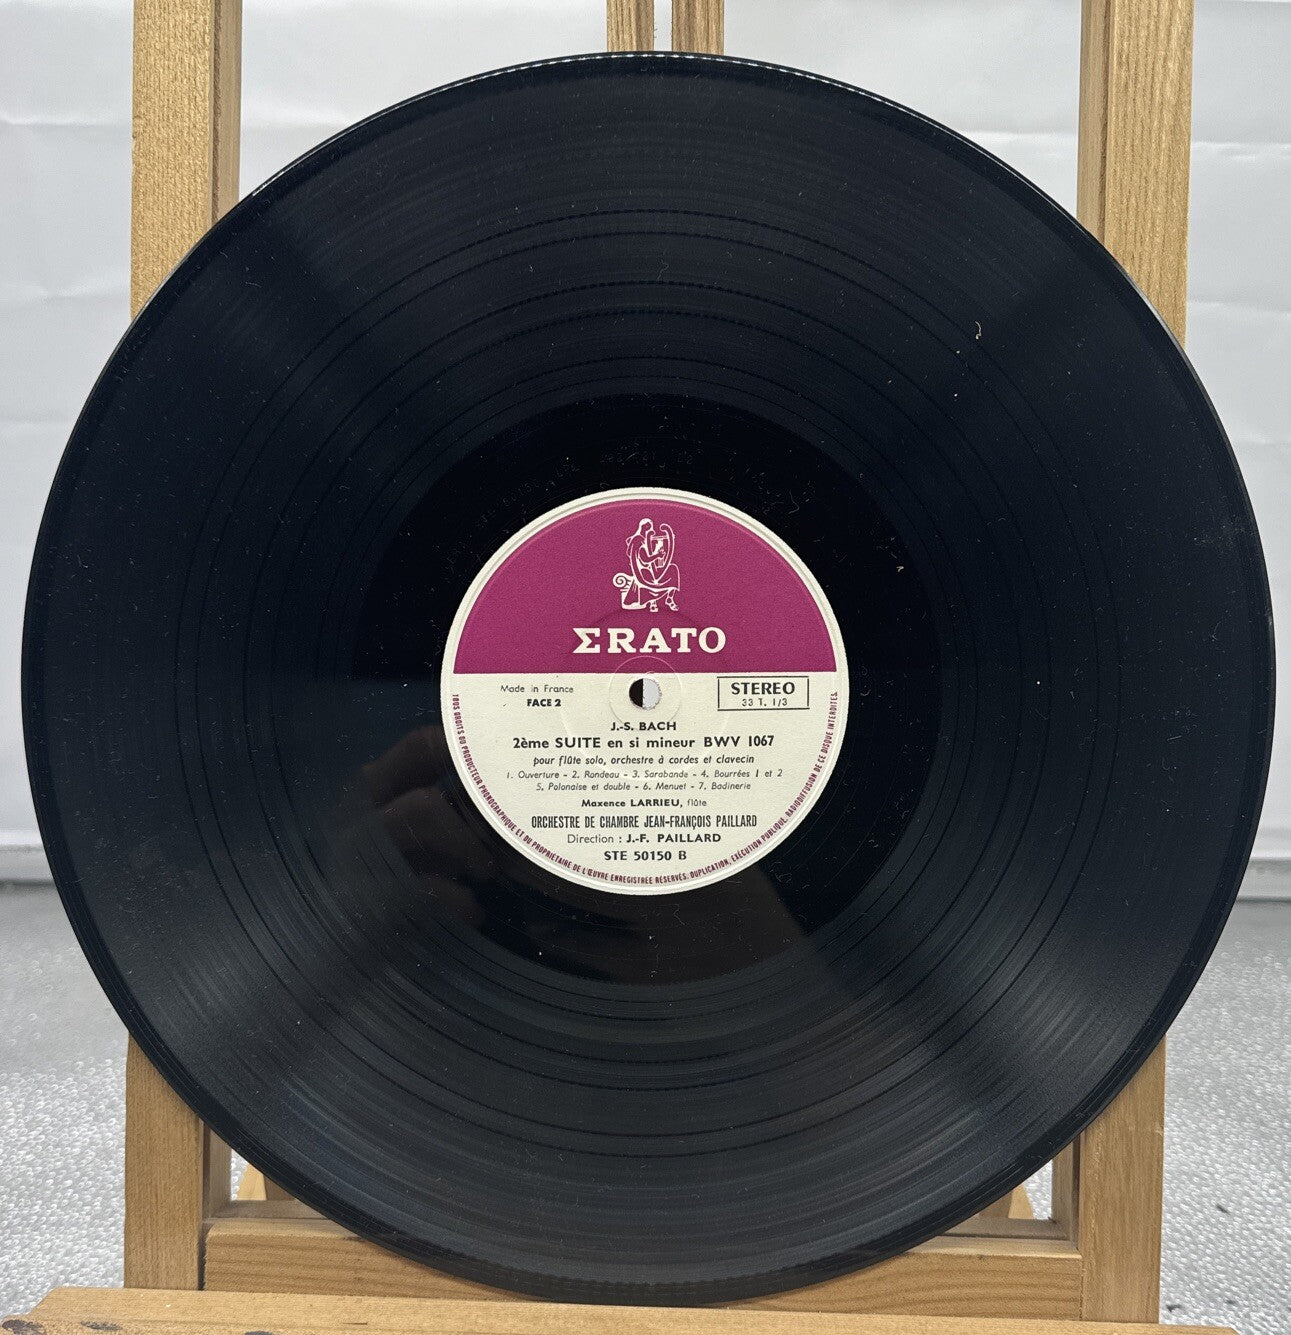 ΣRATO
Made in France
FACE 2
STEREO
33 T. 1/3
J.-S. BACH
2ème SUITE en si mineur BWV 1067
pour flûte solo, orchestre à cordes et clavecin
1. Ouverture - 2. Rondeau - 3. Sarabande - 4. Bourrées 1 et 2
5. Polonaise et double - 6. Menuet - 7. Badinerie
Maxence LARRIEU, flûte
ORCHESTRE DE CHAMBRE JEAN-FRANÇOIS PAILLARD
Direction : J.-F. PAILLARD
STE 50150 B
TOUS DROITS DU PRODUCTEUR PHONOGRAPHIQUE ET DU PROPRIETAIRE DE L'ŒUVRE ENREGISTREE RÉSERVÉS. DUPLICATION, EXÉCUTION PUBLIQUE, RADIODIFFUSION DE CE DISQUE INTERDITES.